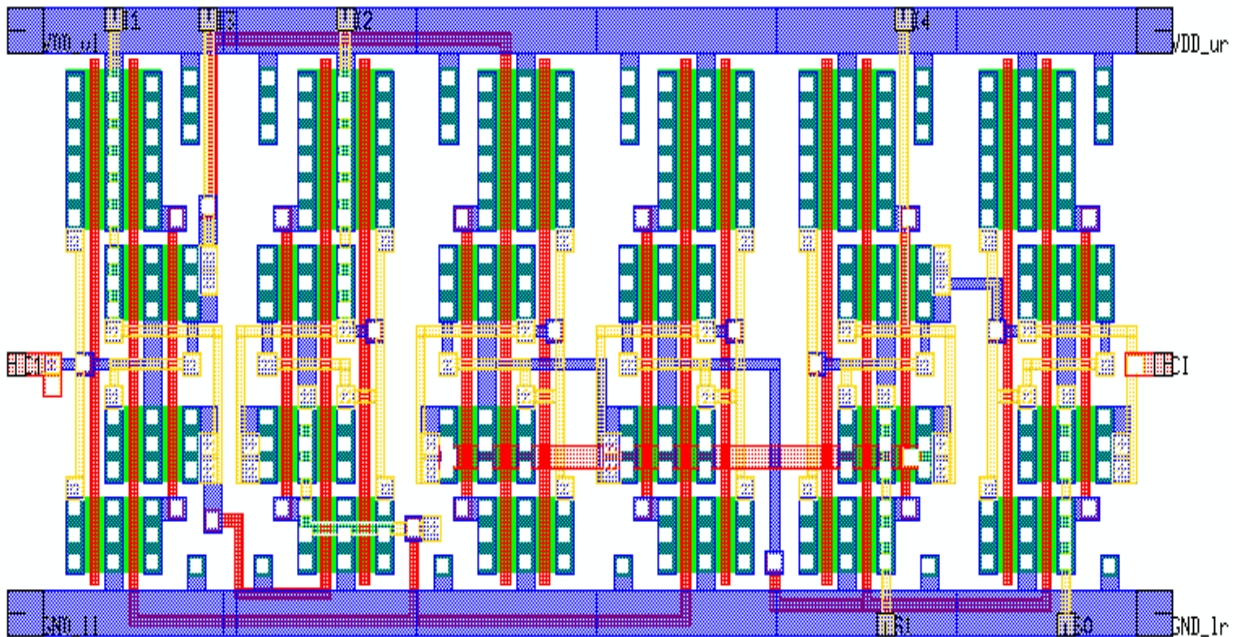 VDD_ul
I1
I3
I2
I4
VDD_ur
CI
GND_ll
S1
S0
GND_lr